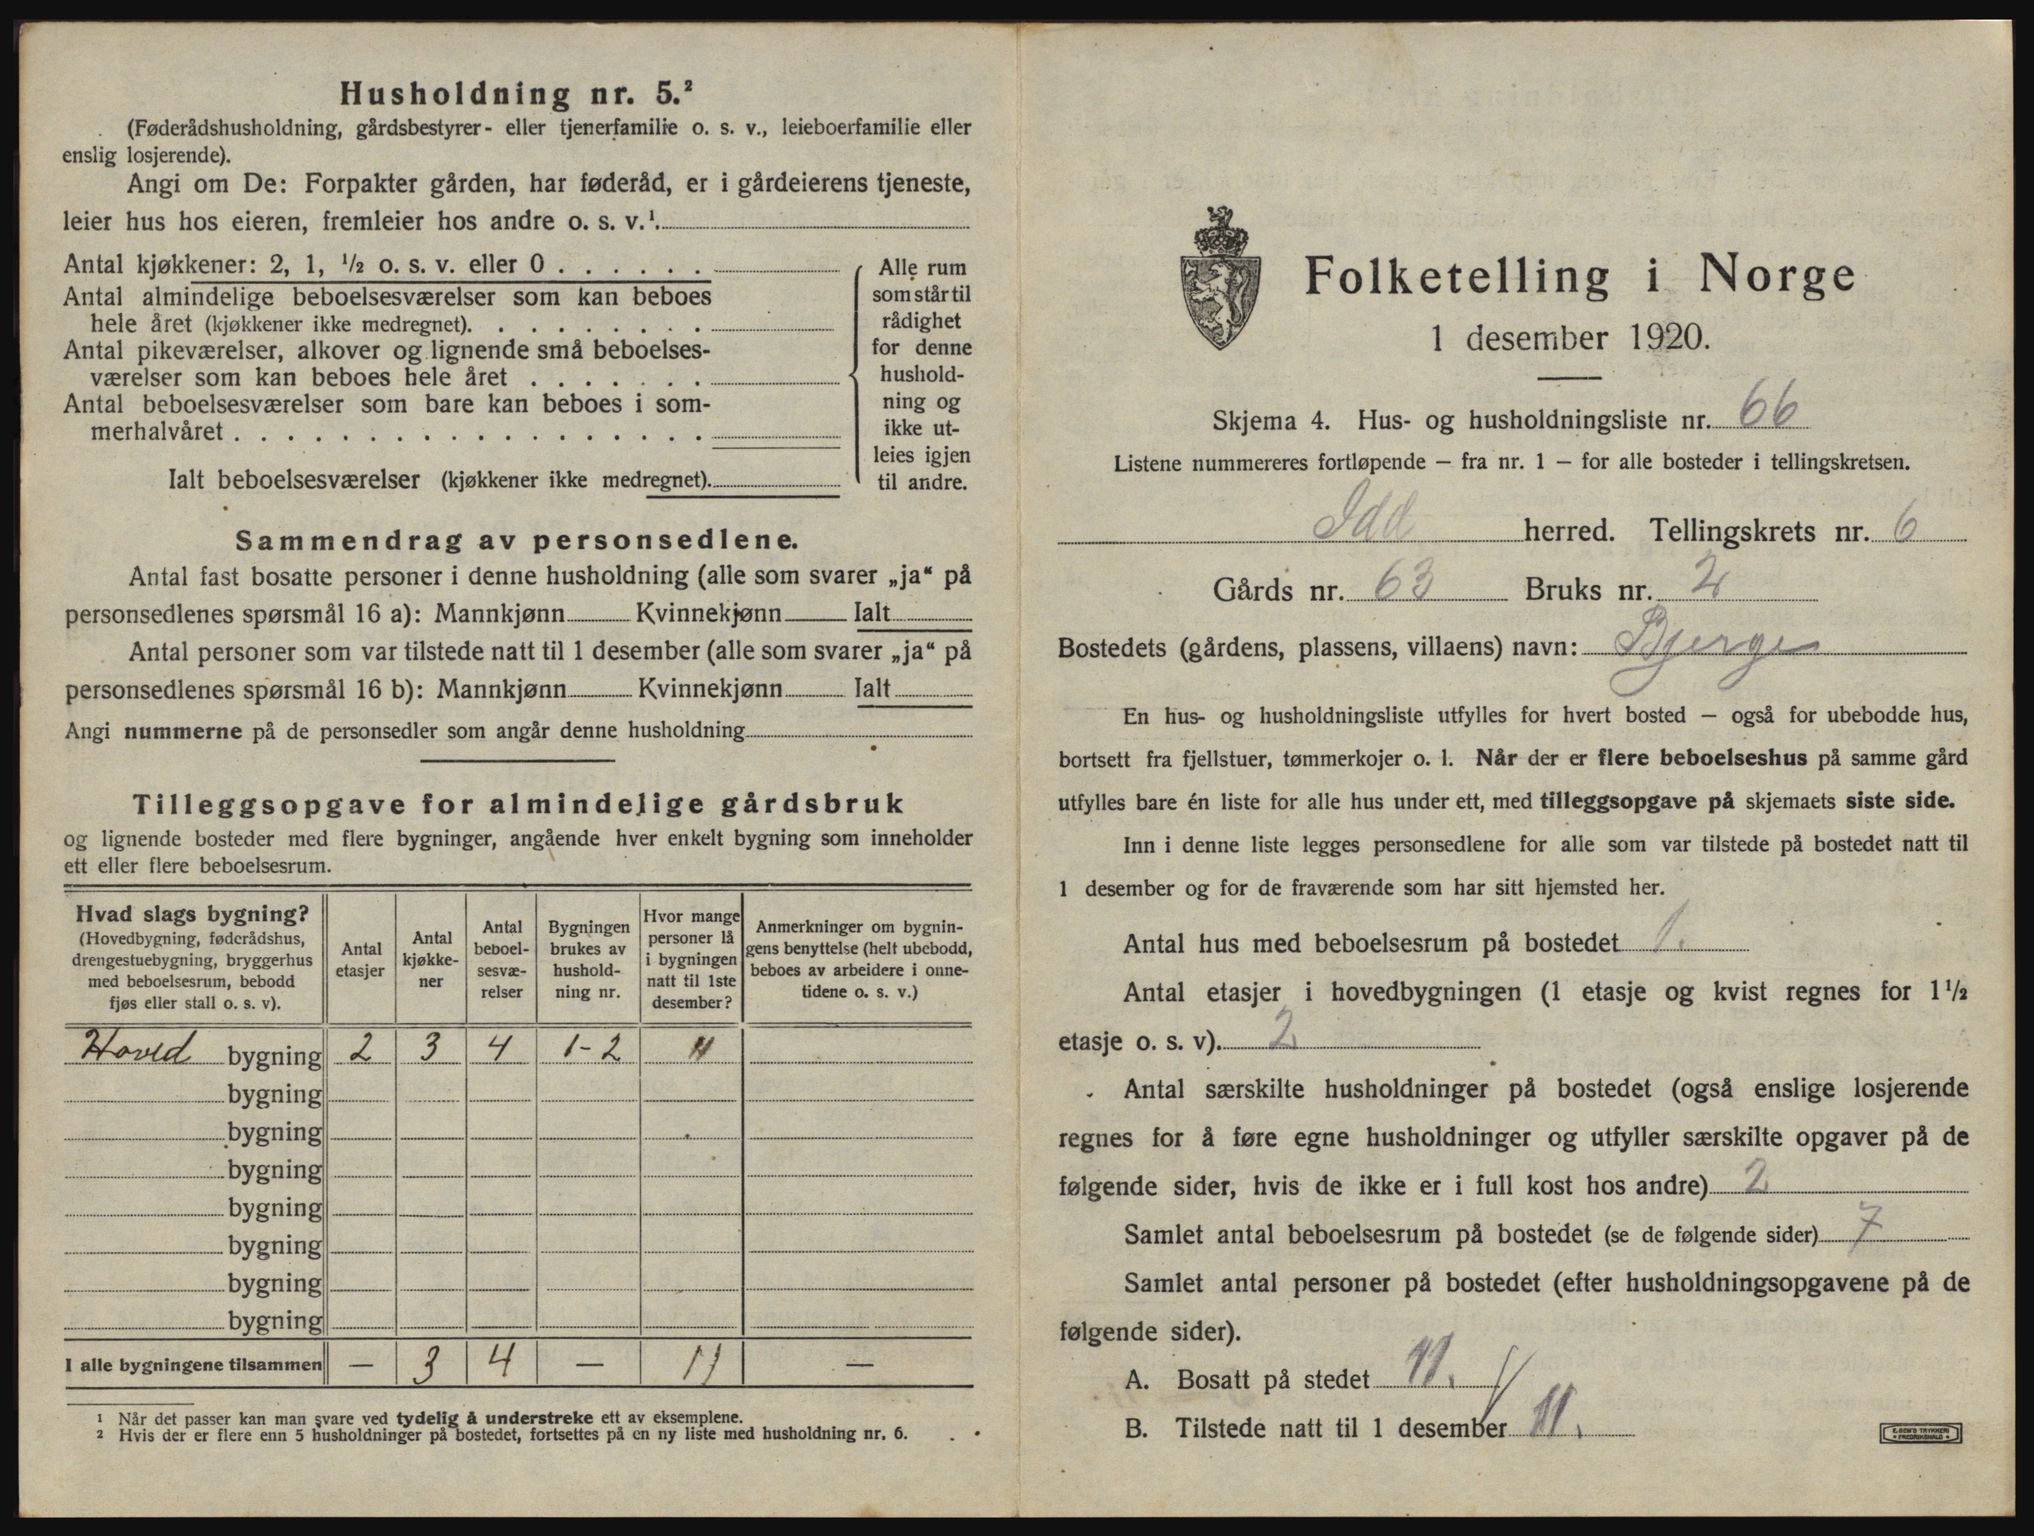 Husholdning nr. 5.²
(Føderådshusholdning, gårdsbestyrer- eller tjenerfamilie o. s. v., leieboerfamilie eller
enslig losjerende).
Angi om De: Forpakter gården, har føderåd, er i gårdeierens tjeneste,
leier hus hos eieren, fremleier hos andre o. s. v.¹.
Antal kjøkkener: 2, 1, ½ o. s. v. eller 0 . . . . . .
Antal almindelige beboelsesværelser som kan beboes
hele året (kjøkkener ikke medregnet). . . . . . . . .
Antal pikeværelser, alkover og lignende små beboelses-
værelser som kan beboes hele året . . . . . . .
Antal beboelsesværelser som bare kan beboes i som-
merhalvåret . . . . . . . . . . . . . . . . . .
Ialt beboelsesværelser (kjøkkener ikke medregnet).
Alle rum
som står til
rådighet
for denne
hushold-
ning og
ikke ut-
leies igjen
til andre.
Sammendrag av personsedlene.
Antal fast bosatte personer i denne husholdning (alle som svarer „ja“ på
personsedlenes spørsmål 16 a): Mannkjønn Kvinnekjønn Ialt
Antal personer som var tilstede natt til 1 desember (alle som svarer „ja“ på
personsedlenes spørsmål 16 b): Mannkjønn Kvinnekjønn Ialt
Angi nummerne på de personsedler som angår denne husholdning
Tilleggsopgave for almindelige gårdsbruk
og lignende bosteder med flere bygninger, angående hver enkelt bygning som inneholder
ett eller flere beboelsesrum.
Hvad slags bygning?
(Hovedbygning, føderådshus,
drengestuebygning, bryggerhus
med beboelsesrum, bebodd
fjøs eller stall o. s. v).
Antal
etasjer
Antal
kjøkke-
ner
Antal
beboel-
sesvæ-
relser
Bygningen
brukes av
hushold-
ning nr.
Hvor mange
personer lå
i bygningen
natt til 1ste
desember?
Anmerkninger om bygnin-
gens benyttelse (helt ubebodd,
beboes av arbeidere i onne-
tidene o. s. v.)
Hoved bygning 2 3 4 1-2 11
bygning
bygning
bygning
bygning
bygning
bygning
bygning
I alle bygningene tilsammen — 3 4 — 11 —
¹ Når det passer kan man svare ved tydelig å understreke ett av eksemplene.
² Hvis der er flere enn 5 husholdninger på bostedet, fortsettes på en ny liste med husholdning nr. 6.
Folketelling i Norge
1 desember 1920.
Skjema 4. Hus- og husholdningsliste nr. 66
Listene nummereres fortløpende — fra nr. 1 — for alle bosteder i tellingskretsen.
Idd herred. Tellingskrets nr. 6
Gårds nr. 63 Bruks nr. 2
Bostedets (gårdens, plassens, villaens) navn: Bjerge
En hus- og husholdningsliste utfylles for hvert bosted — også for ubebodde hus,
bortsett fra fjellstuer, tømmerkojer o. l. Når der er flere beboelseshus på samme gård
utfylles bare én liste for alle hus under ett, med tilleggsopgave på skjemaets siste side.
Inn i denne liste legges personsedlene for alle som var tilstede på bostedet natt til
1 desember og for de fraværende som har sitt hjemsted her.
Antal hus med beboelsesrum på bostedet 1.
Antal etasjer i hovedbygningen (1 etasje og kvist regnes for 1½
etasje o. s. v). 2
Antal særskilte husholdninger på bostedet (også enslige losjerende
regnes for å føre egne husholdninger og utfyller særskilte opgaver på de
følgende sider, hvis de ikke er i full kost hos andre) 2
Samlet antal beboelsesrum på bostedet (se de følgende sider) 7
Samlet antal personer på bostedet (efter husholdningsopgavene på de
følgende sider).
A. Bosatt på stedet 11.
B. Tilstede natt til 1 desember 11.
E. SEM'S TRYKKERI
FREDRIKSHALD